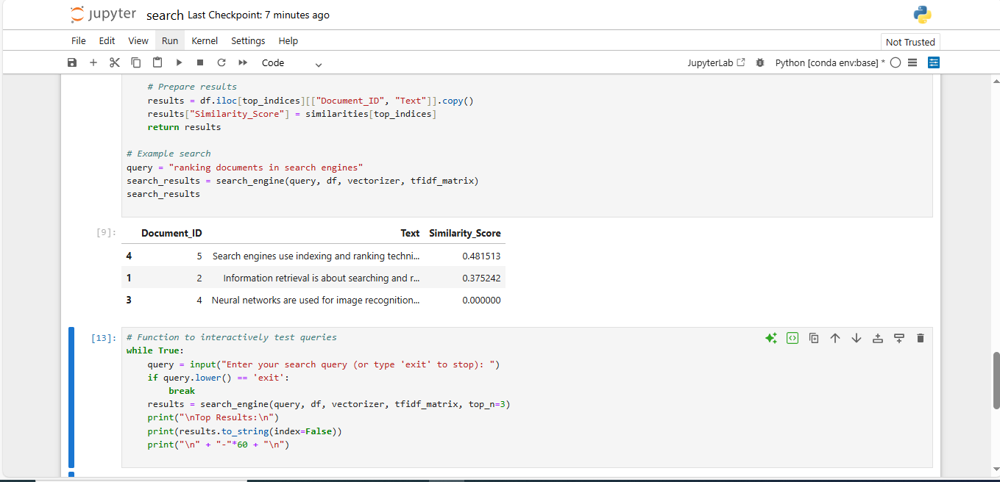 jupyter search Last Checkpoint: 7 minutes ago
File Edit View Run Kernel Settings Help
Not Trusted
Code
JupyterLab Python [conda env:base] *
# Prepare results
results = df.iloc[top_indices][["Document_ID", "Text"]].copy()
results["Similarity_Score"] = similarities[top_indices]
return results
# Example search
query = "ranking documents in search engines"
search_results = search_engine(query, df, vectorizer, tfidf_matrix)
search_results
[9]:
Document_ID Text Similarity_Score
4 5 Search engines use indexing and ranking techni... 0.481513
1 2 Information retrieval is about searching and r... 0.375242
3 4 Neural networks are used for image recognition... 0.000000
[13]:
# Function to interactively test queries
while True:
    query = input("Enter your search query (or type 'exit' to stop): ")
    if query.lower() == 'exit':
        break
    results = search_engine(query, df, vectorizer, tfidf_matrix, top_n=3)
    print("\nTop Results:\n")
    print(results.to_string(index=False))
    print("\n" + "-"*60 + "\n")